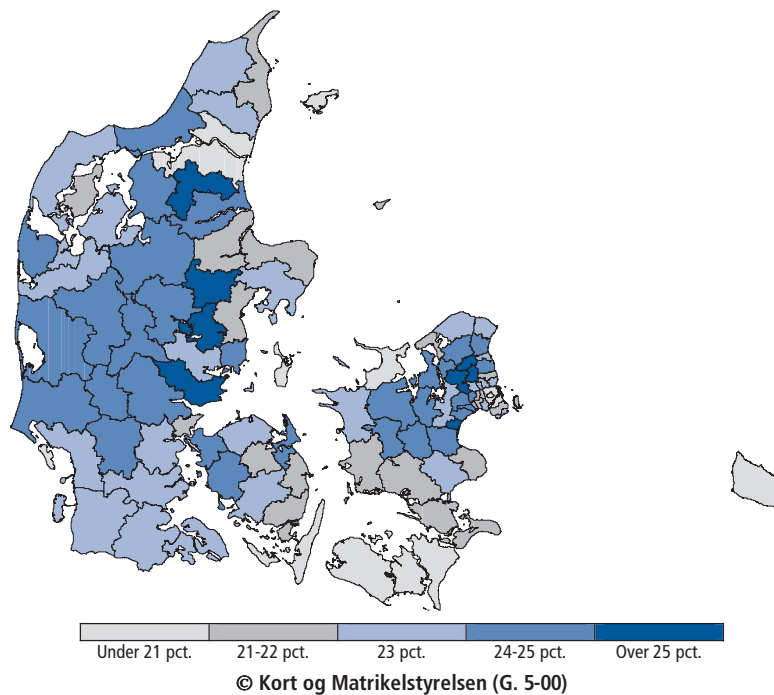 Under 21 pct. 21-22 pct. 23 pct. 24-25 pct. Over 25 pct.
© Kort og Matrikelstyrelsen (G. 5-00)